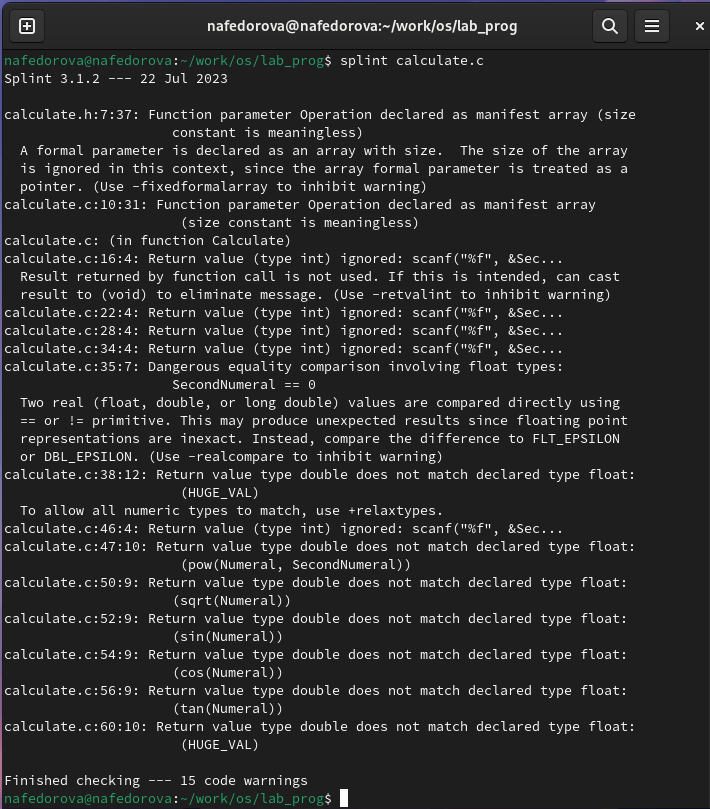 nafedorova@nafedorova:~/work/os/lab_prog
nafedorova@nafedorova:~/work/os/lab_prog$ splint calculate.c
Splint 3.1.2 --- 22 Jul 2023

calculate.h:7:37: Function parameter Operation declared as manifest array (size
                     constant is meaningless)
  A formal parameter is declared as an array with size.  The size of the array
  is ignored in this context, since the array formal parameter is treated as a
  pointer. (Use -fixedformalarray to inhibit warning)
calculate.c:10:31: Function parameter Operation declared as manifest array
                      (size constant is meaningless)
calculate.c: (in function Calculate)
calculate.c:16:4: Return value (type int) ignored: scanf("%f", &Sec...
  Result returned by function call is not used. If this is intended, can cast
  result to (void) to eliminate message. (Use -retvalint to inhibit warning)
calculate.c:22:4: Return value (type int) ignored: scanf("%f", &Sec...
calculate.c:28:4: Return value (type int) ignored: scanf("%f", &Sec...
calculate.c:34:4: Return value (type int) ignored: scanf("%f", &Sec...
calculate.c:35:7: Dangerous equality comparison involving float types:
                     SecondNumeral == 0
  Two real (float, double, or long double) values are compared directly using
  == or != primitive. This may produce unexpected results since floating point
  representations are inexact. Instead, compare the difference to FLT_EPSILON
  or DBL_EPSILON. (Use -realcompare to inhibit warning)
calculate.c:38:12: Return value type double does not match declared type float:
                      (HUGE_VAL)
  To allow all numeric types to match, use +relaxtypes.
calculate.c:46:4: Return value (type int) ignored: scanf("%f", &Sec...
calculate.c:47:10: Return value type double does not match declared type float:
                      (pow(Numeral, SecondNumeral))
calculate.c:50:9: Return value type double does not match declared type float:
                     (sqrt(Numeral))
calculate.c:52:9: Return value type double does not match declared type float:
                     (sin(Numeral))
calculate.c:54:9: Return value type double does not match declared type float:
                     (cos(Numeral))
calculate.c:56:9: Return value type double does not match declared type float:
                     (tan(Numeral))
calculate.c:60:10: Return value type double does not match declared type float:
                      (HUGE_VAL)

Finished checking --- 15 code warnings
nafedorova@nafedorova:~/work/os/lab_prog$